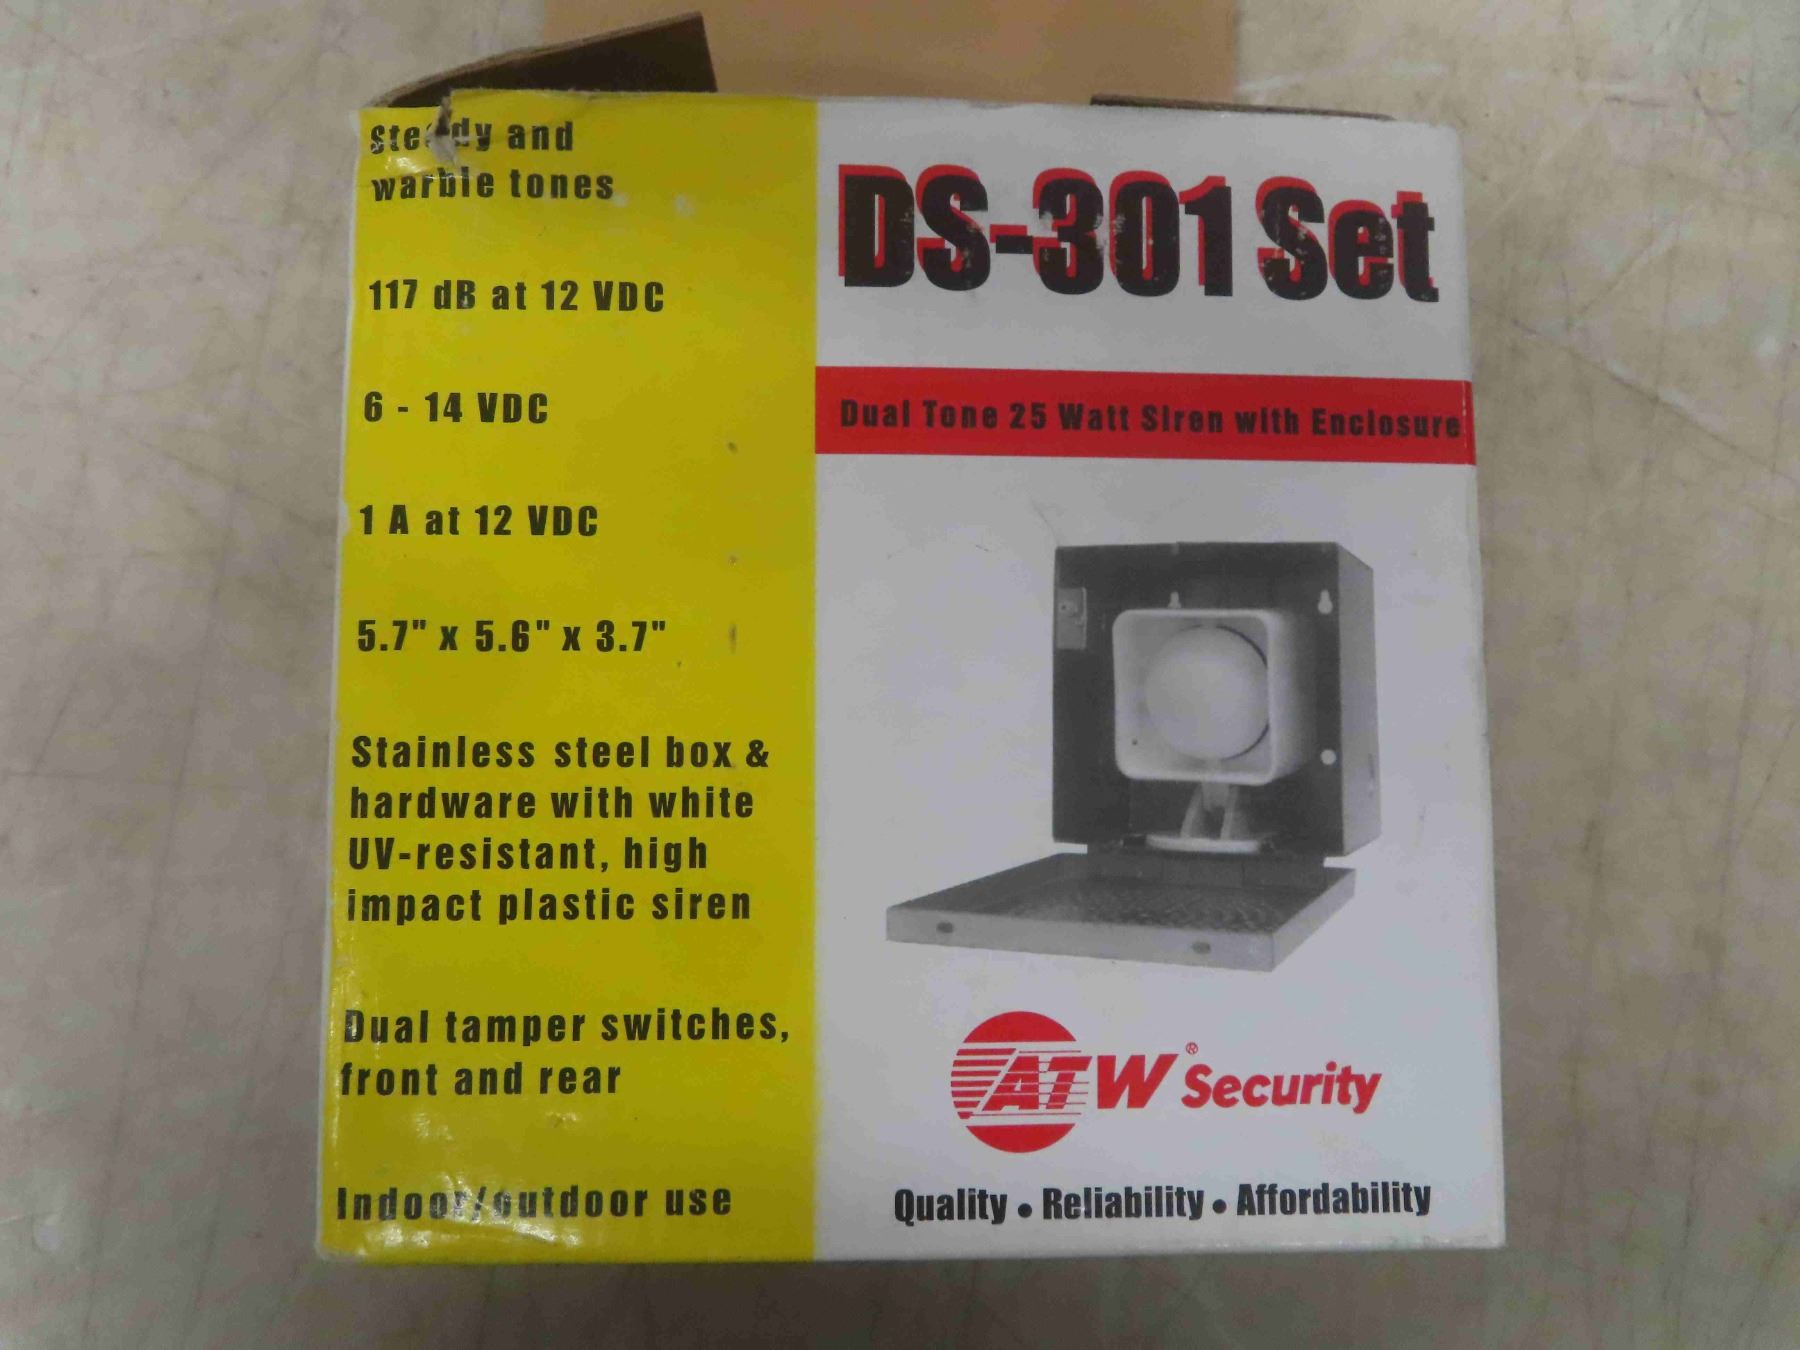 Steady and
warble tones
117 dB at 12 VDC
6 - 14 VDC
1 A at 12 VDC
5.7" x 5.6" x 3.7"
Stainless steel box &
hardware with white
UV-resistant, high
impact plastic siren
Dual tamper switches,
front and rear
Indoor/outdoor use
DS-301 Set
Dual Tone 25 Watt Siren with Enclosure
ATW® Security
Quality • Reliability • Affordability